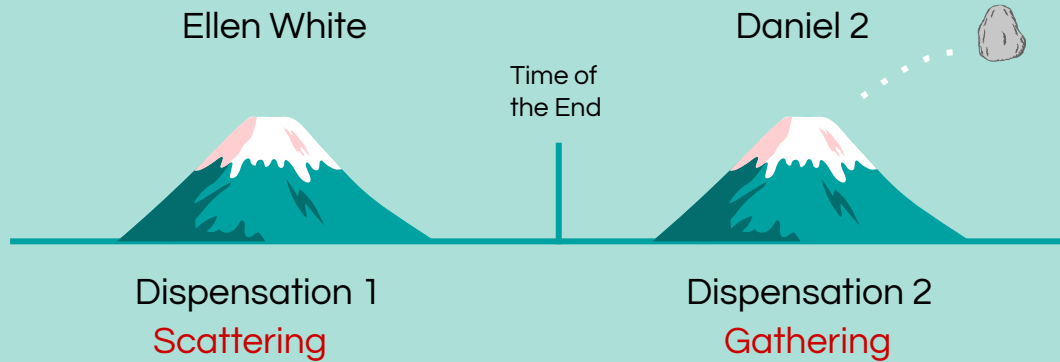 Ellen White
Daniel 2
Time of
the End
Dispensation 1
Dispensation 2
Scattering
Gathering